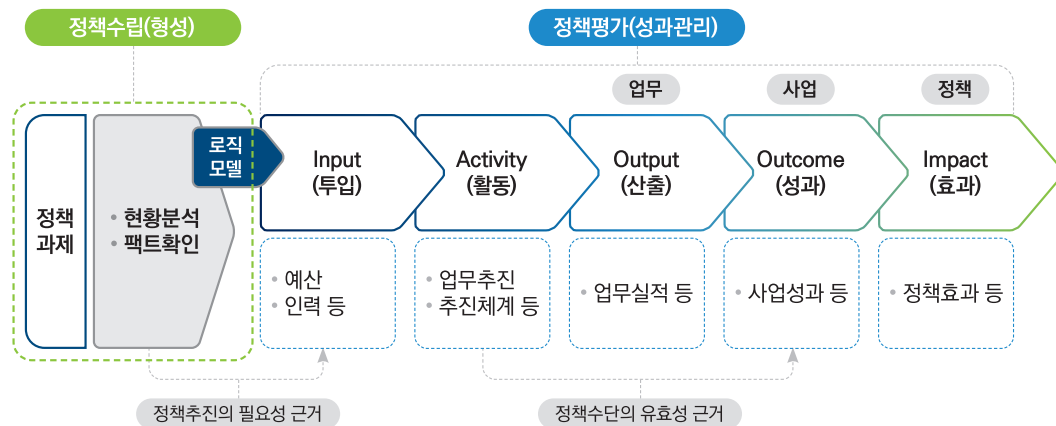 정책수립(형성)
정책평가(성과관리)
업무
사업
정책
로직
모델
Input
(투입)
Activity
(활동)
Output
(산출)
Outcome
(성과)
Impact
(효과)
정책
과제
• 현황분석
• 팩트확인
• 예산
• 인력 등
• 업무추진
• 추진체계 등
• 업무실적 등
• 사업성과 등
• 정책효과 등
정책추진의 필요성 근거
정책수단의 유효성 근거